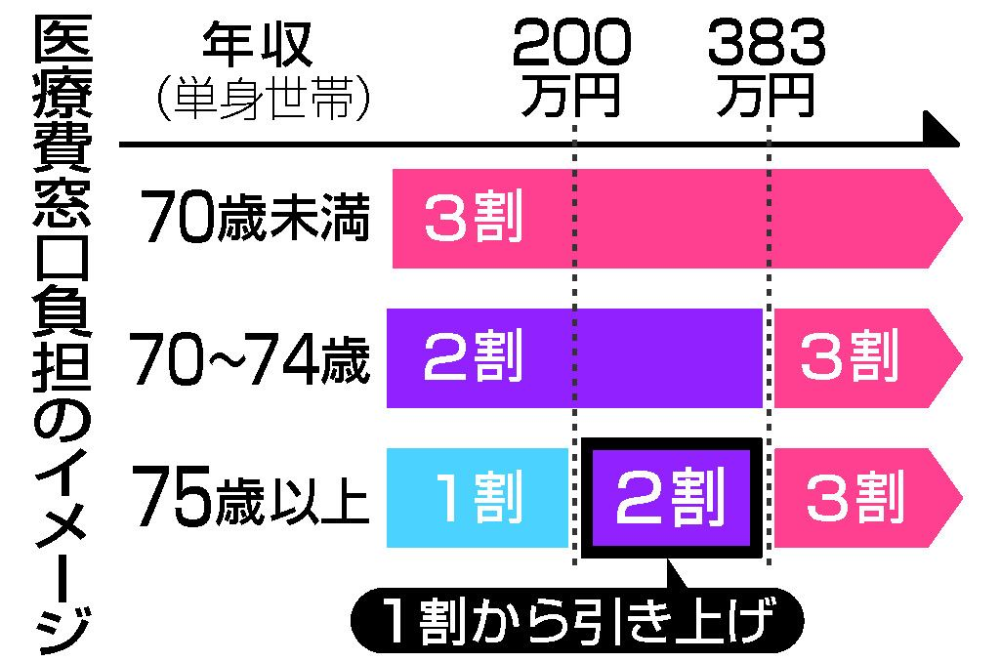 医療費窓口負担のイメージ
年収
(単身世帯)
200
万円
383
万円
70歳未満
3割
70~74歳
2割
3割
75歳以上
1割
2割
3割
1割から引き上げ